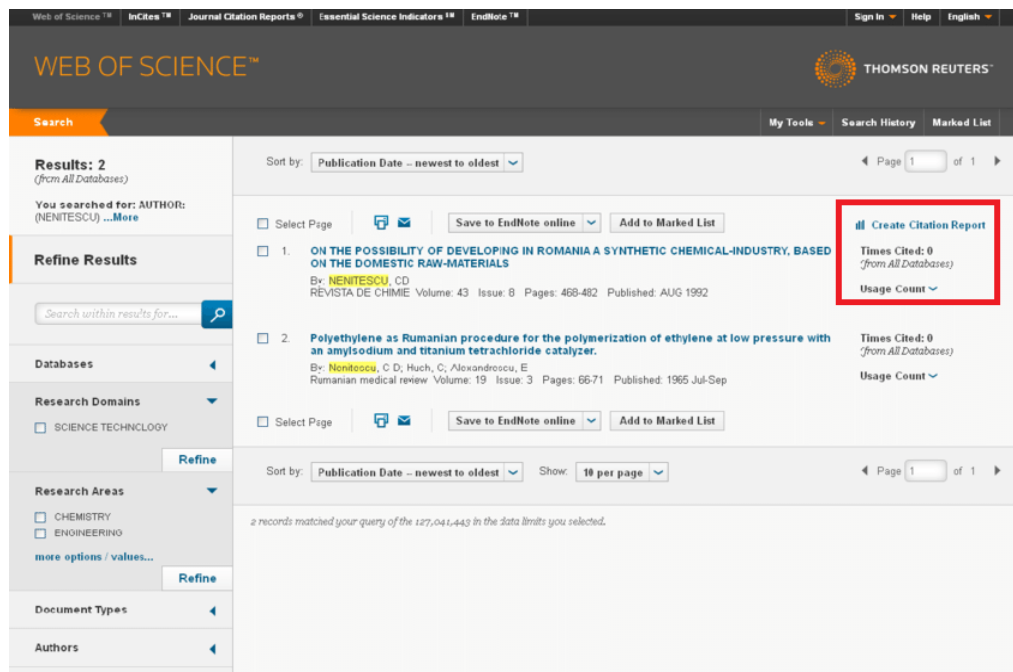 Web of Science™ InCites™ Journal Citation Reports® Essential Science Indicators℠ EndNote™ Sign In Help English
WEB OF SCIENCE™
THOMSON REUTERS™
Search My Tools Search History Marked List
Results: 2
(from All Databases)
You searched for: AUTHOR:
(NENITESCU) ...More
Refine Results
Search within results for...
Databases
Research Domains
SCIENCE TECHNOLOGY
Refine
Research Areas
CHEMISTRY
ENGINEERING
more options / values...
Refine
Document Types
Authors
Sort by: Publication Date – newest to oldest Page 1 of 1
Select Page Save to EndNote online Add to Marked List
1. ON THE POSSIBILITY OF DEVELOPING IN ROMANIA A SYNTHETIC CHEMICAL-INDUSTRY, BASED
ON THE DOMESTIC RAW-MATERIALS
By: NENITESCU, CD
REVISTA DE CHIMIE Volume: 43 Issue: 8 Pages: 468-482 Published: AUG 1992
Create Citation Report
Times Cited: 0
(from All Databases)
Usage Count
2. Polyethylene as Rumanian procedure for the polymerization of ethylene at low pressure with
an amylsodium and titanium tetrachloride catalyzer.
By: Nenitescu, C D; Huch, C; Alexandrescu, E
Rumanian medical review Volume: 19 Issue: 3 Pages: 66-71 Published: 1965 Jul-Sep
Times Cited: 0
(from All Databases)
Usage Count
Select Page Save to EndNote online Add to Marked List
Sort by: Publication Date – newest to oldest Show: 10 per page Page 1 of 1
2 records matched your query of the 127,041,443 in the data limits you selected.